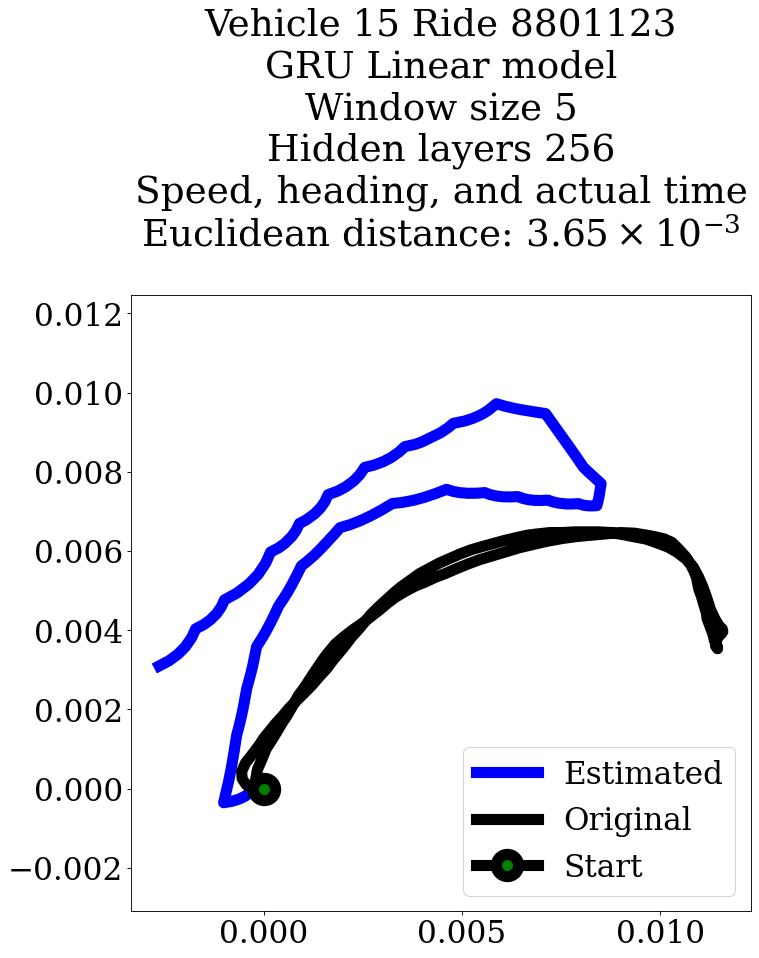 Vehicle 15 Ride 8801123
GRU Linear model
Window size 5
Hidden layers 256
Speed, heading, and actual time
Euclidean distance: 3.65 × 10⁻³
0.012
0.010
0.008
0.006
0.004
0.002
0.000
−0.002
Estimated
Original
Start
0.000 0.005 0.010